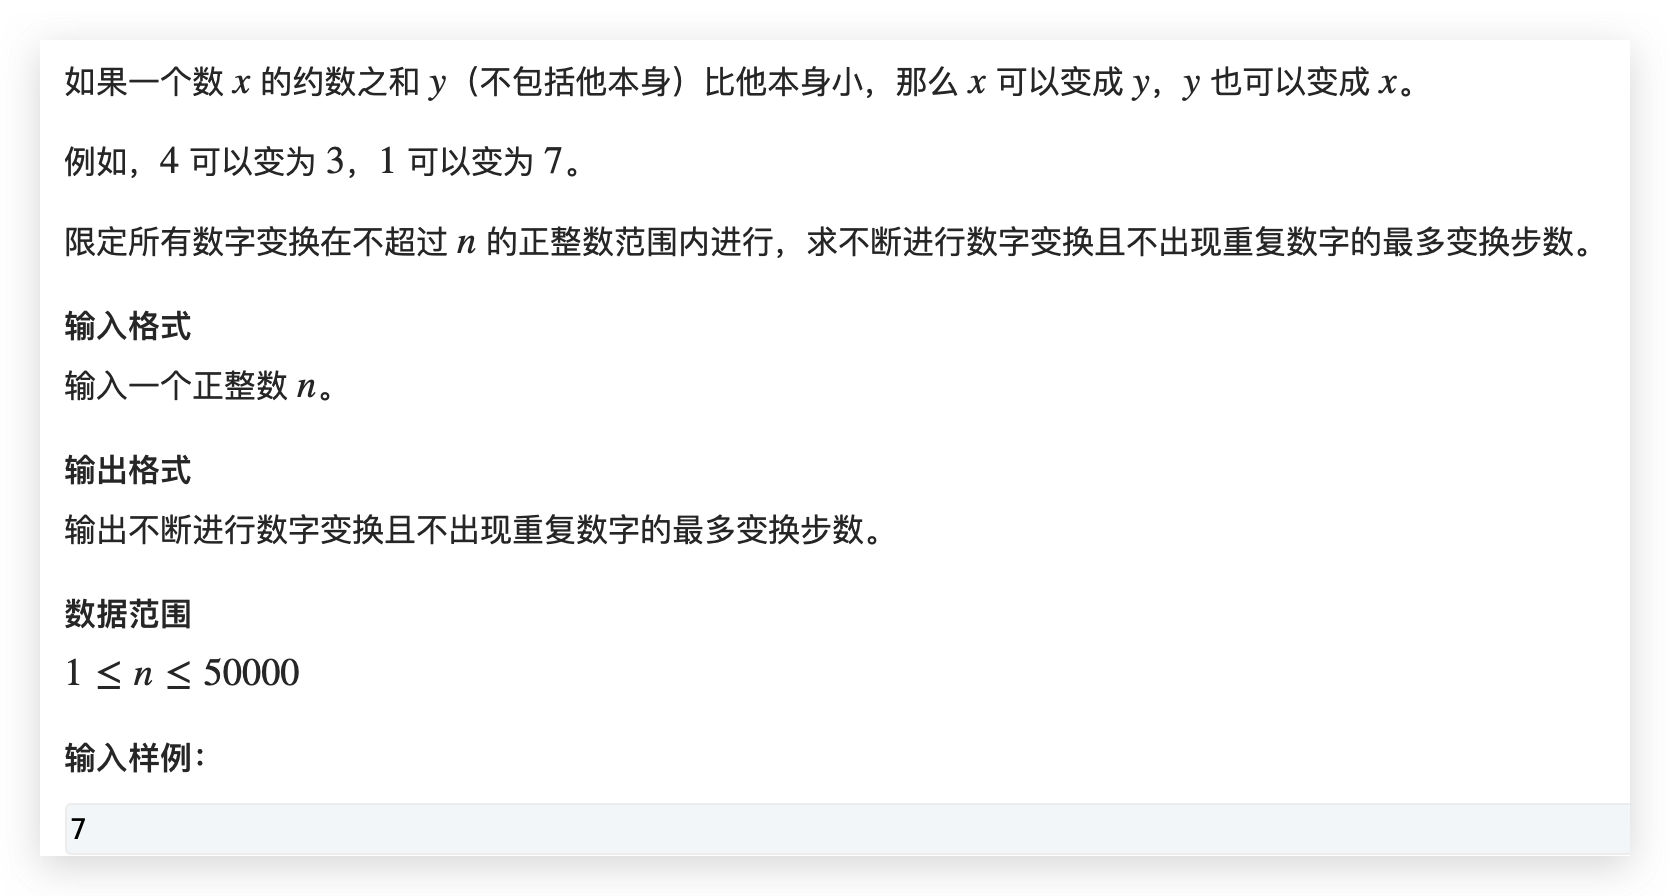 如果一个数 x 的约数之和 y（不包括他本身）比他本身小，那么 x 可以变成 y，y 也可以变成 x。
例如，4 可以变为 3，1 可以变为 7。
限定所有数字变换在不超过 n 的正整数范围内进行，求不断进行数字变换且不出现重复数字的最多变换步数。
输入格式
输入一个正整数 n。
输出格式
输出不断进行数字变换且不出现重复数字的最多变换步数。
数据范围
1 ≤ n ≤ 50000
输入样例：
7